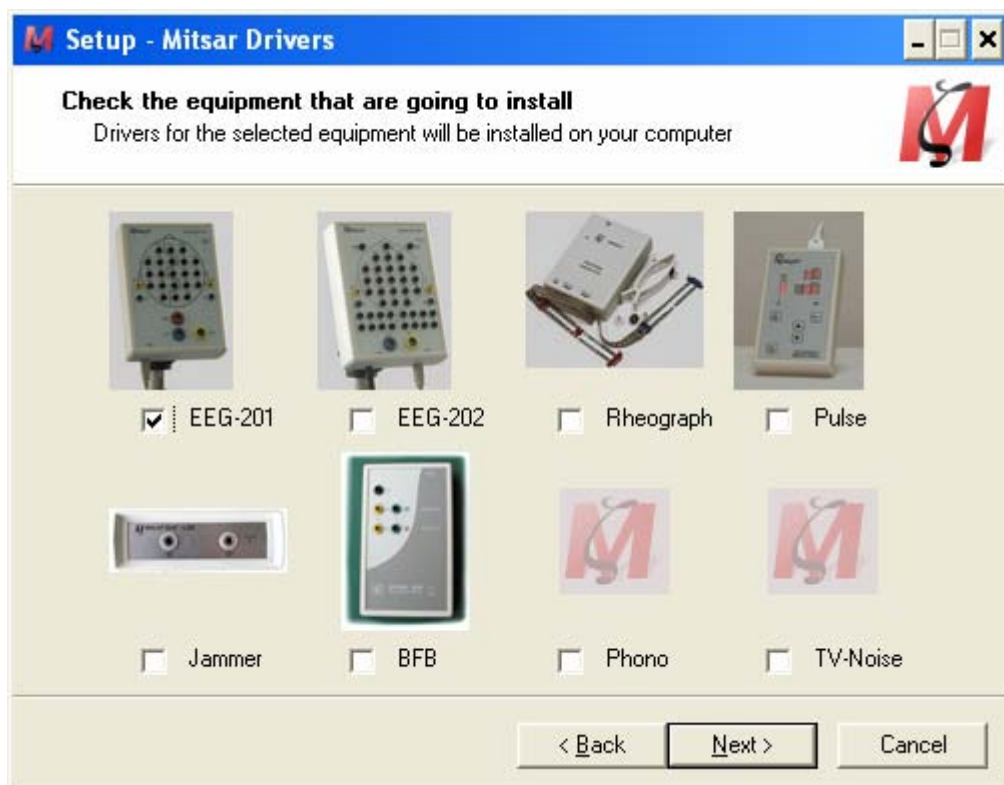 Setup - Mitsar Drivers
Check the equipment that are going to install
Drivers for the selected equipment will be installed on your computer
EEG-201 EEG-202 Rheograph Pulse
Jammer BFB Phono TV-Noise
< Back Next > Cancel